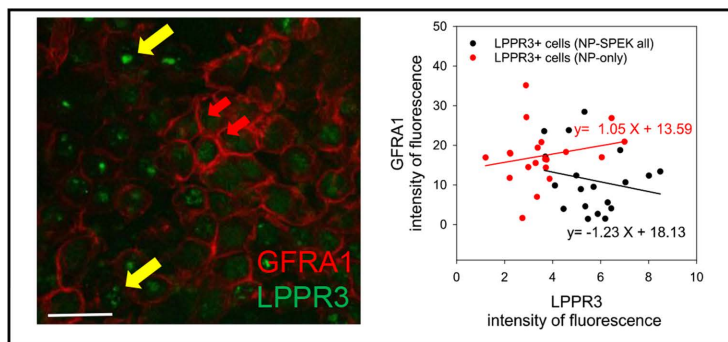 GFRA1
LPPR3
LPPR3+ cells (NP-SPEK all)
LPPR3+ cells (NP-only)
GFRA1
intensity of fluorescence
50
40
30
20
10
0
y= 1.05 X + 13.59
y= -1.23 X + 18.13
0 2 4 6 8 10
LPPR3
intensity of fluorescence